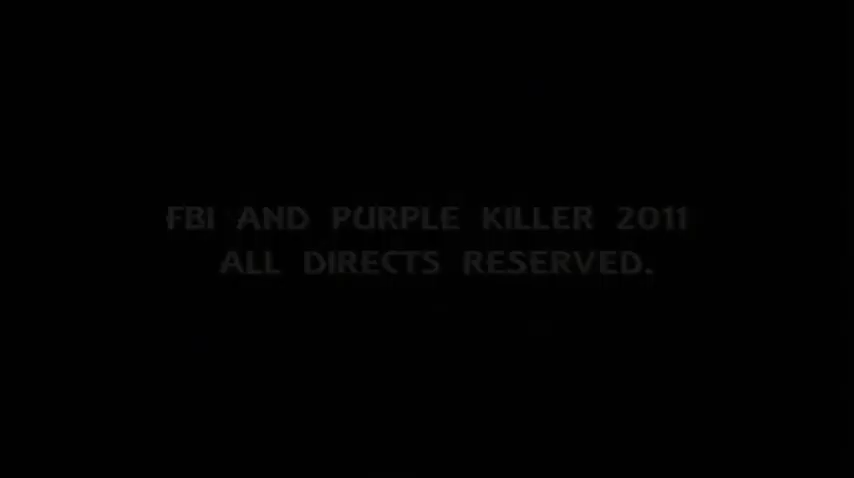 FBI AND PURPLE KILLER 2011
ALL DIRECTS RESERVED.